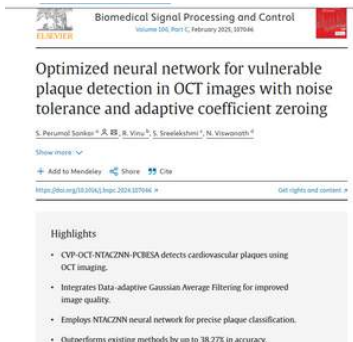 ELSEVIER
Biomedical Signal Processing and Control
Volume 100, Part C, February 2025, 107046
Optimized neural network for vulnerable
plaque detection in OCT images with noise
tolerance and adaptive coefficient zeroing
S. Perumal Sankar a, R. Vinu b, S. Sreelekshmi c, N. Viswanath d
Show more
+ Add to Mendeley Share Cite
https://doi.org/10.1016/j.bspc.2024.107046 Get rights and content
Highlights
• CVP-OCT-NTACZNN-PCBESA detects cardiovascular plaques using
OCT imaging.
• Integrates Data-adaptive Gaussian Average Filtering for improved
image quality.
• Employs NTACZNN neural network for precise plaque classification.
• Outperforms existing methods by up to 38.27% in accuracy.